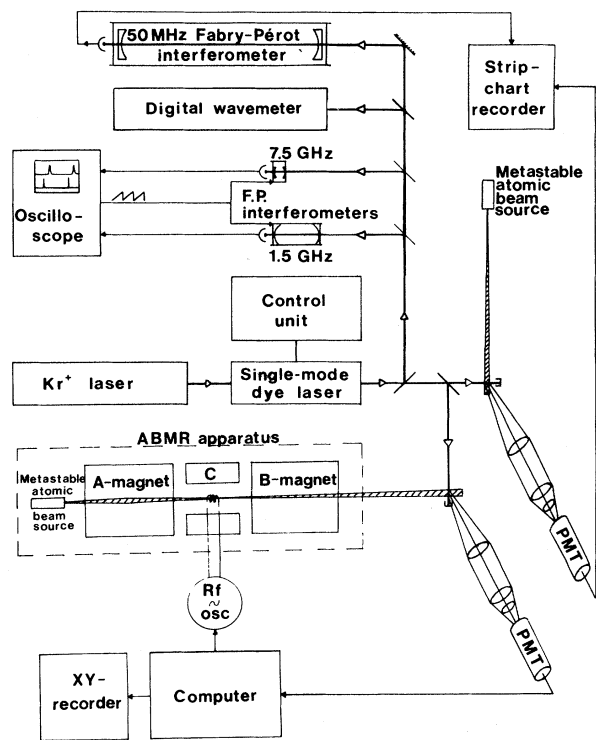 50 MHz Fabry-Pérot
interferometer
Strip-
chart
recorder
Digital wavemeter
7.5 GHz
Metastable
atomic
beam
source
Oscillo-
scope
F.P.
interferometers
1.5 GHz
Control
unit
Kr+ laser
Single-mode
dye laser
ABMR apparatus
Metastable
atomic
beam
source
A-magnet
C
B-magnet
PMT
Rf
~
osc
PMT
XY-
recorder
Computer